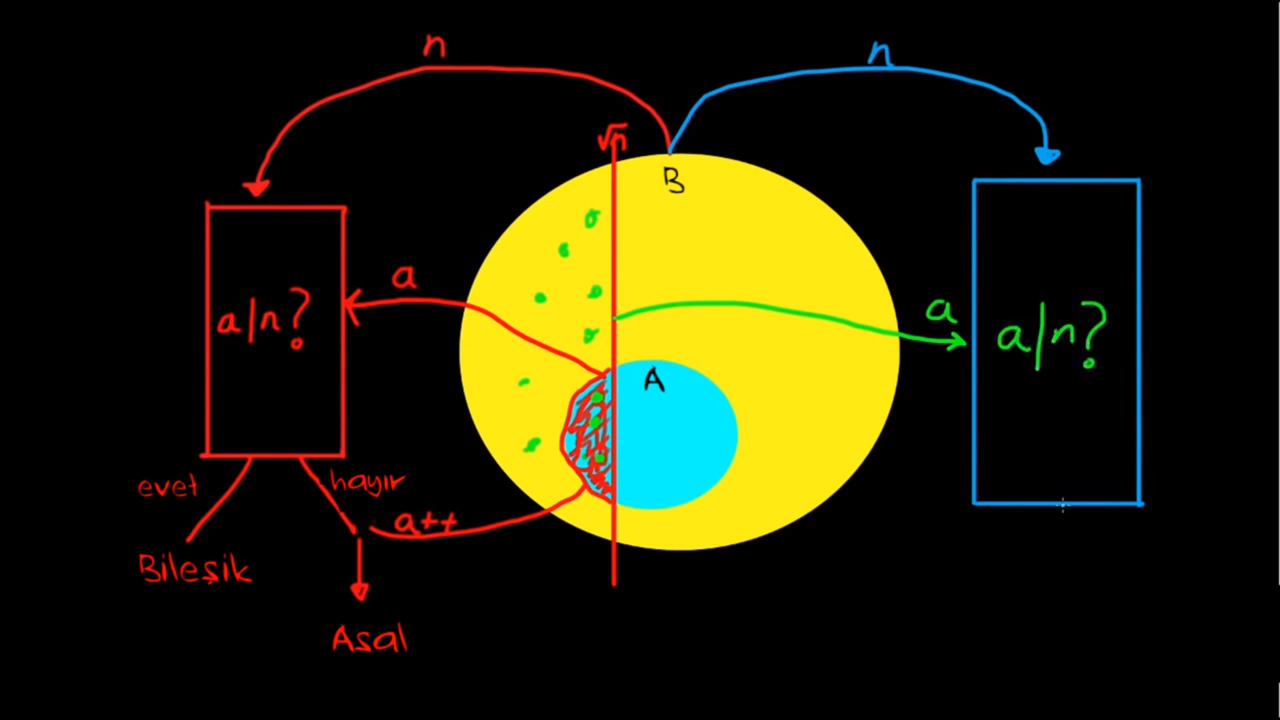 n
n
√n
B
a
a
a|n?
a|n?
A
evet
hayır
a++
Bileşik
Asal